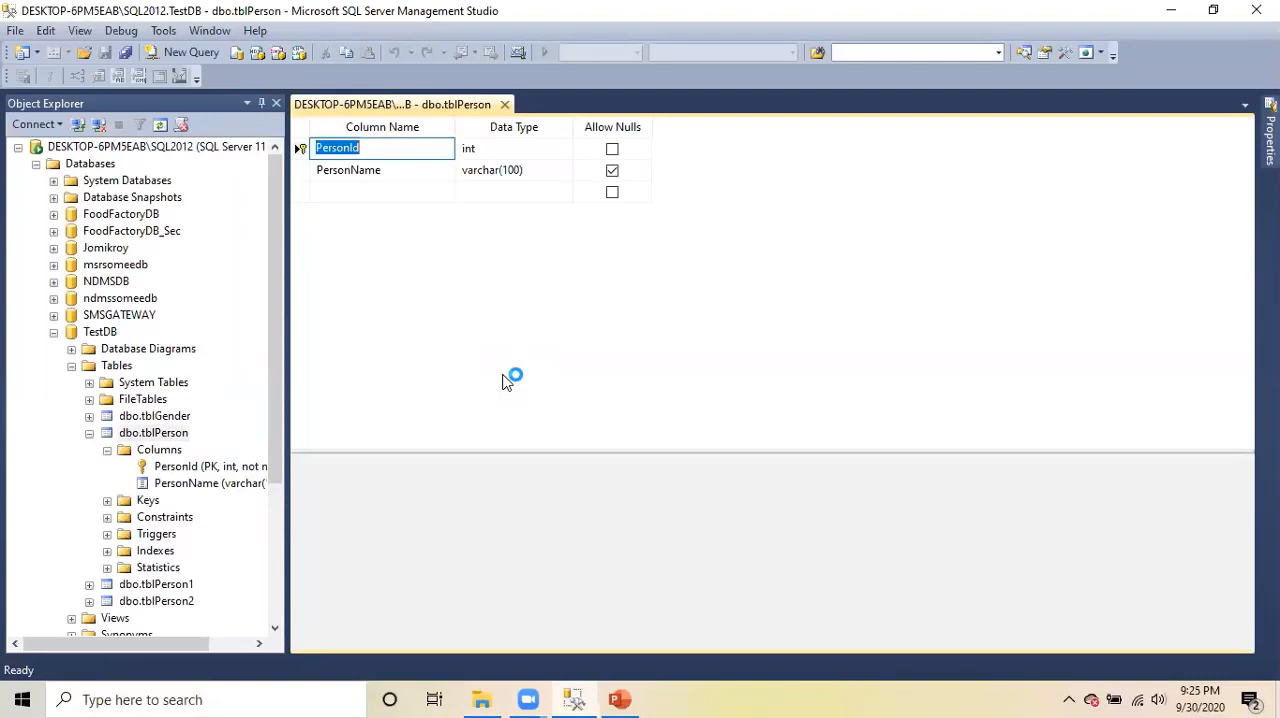 DESKTOP-6PM5EAB\SQL2012.TestDB - dbo.tblPerson - Microsoft SQL Server Management Studio
File Edit View Debug Tools Window Help
New Query
Object Explorer
DESKTOP-6PM5EAB\...B - dbo.tblPerson
Properties
Connect
Column Name Data Type Allow Nulls
DESKTOP-6PM5EAB\SQL2012 (SQL Server 11
PersonId int
Databases
PersonName varchar(100)
System Databases
Database Snapshots
FoodFactoryDB
FoodFactoryDB_Sec
Jomikroy
msrsomeedb
NDMSDB
ndmssomeedb
SMSGATEWAY
TestDB
Database Diagrams
Tables
System Tables
FileTables
dbo.tblGender
dbo.tblPerson
Columns
PersonId (PK, int, not n
PersonName (varchar(
Keys
Constraints
Triggers
Indexes
Statistics
dbo.tblPerson1
dbo.tblPerson2
Views
Synonyms
Ready
Type here to search
9:25 PM
9/30/2020
2